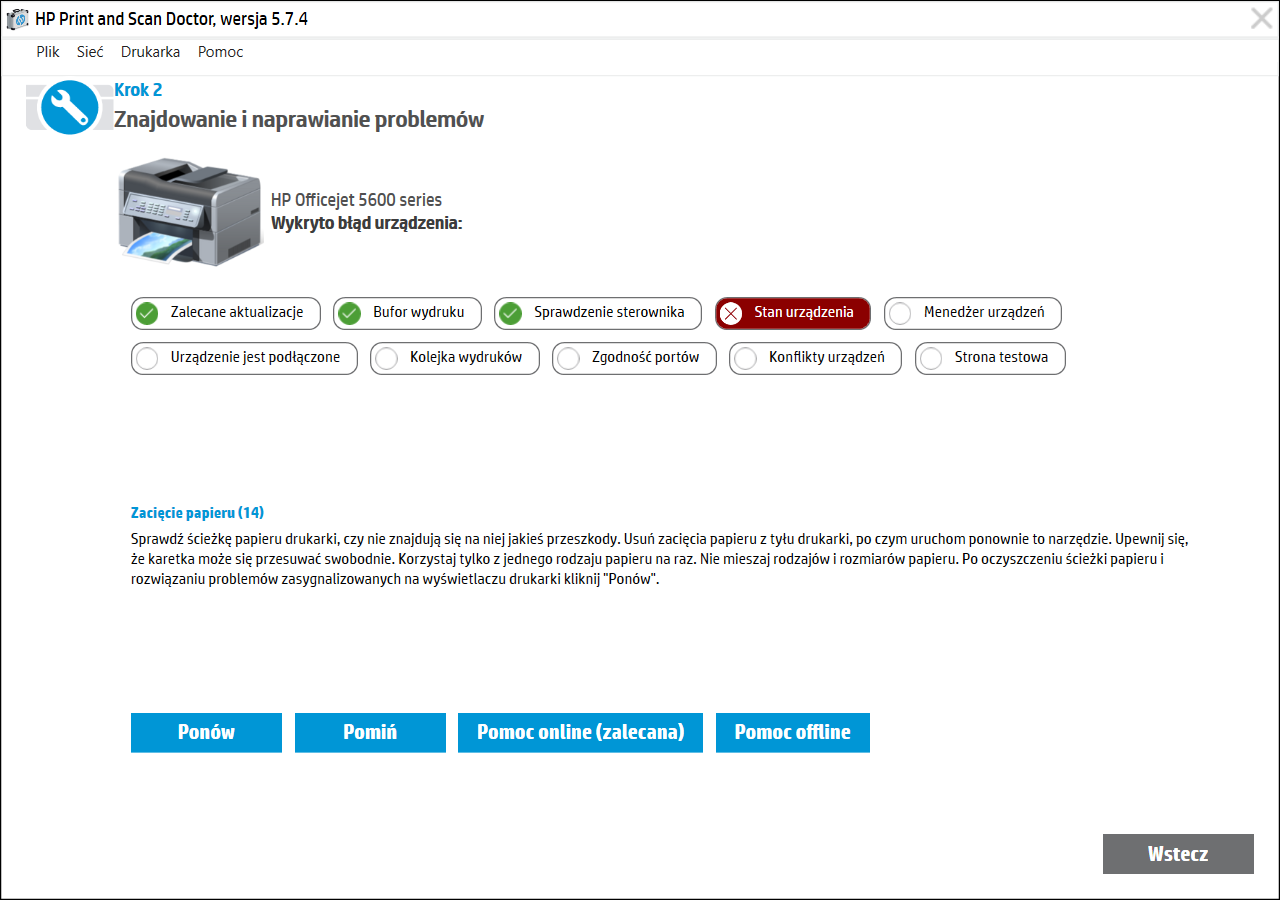 HP Print and Scan Doctor, wersja 5.7.4
Plik Sieć Drukarka Pomoc
Krok 2
Znajdowanie i naprawianie problemów
HP Officejet 5600 series
Wykryto błąd urządzenia:
Zalecane aktualizacje Bufor wydruku Sprawdzenie sterownika Stan urządzenia Menedżer urządzeń
Urządzenie jest podłączone Kolejka wydruków Zgodność portów Konflikty urządzeń Strona testowa
Zacięcie papieru (14)
Sprawdź ścieżkę papieru drukarki, czy nie znajdują się na niej jakieś przeszkody. Usuń zacięcia papieru z tyłu drukarki, po czym uruchom ponownie to narzędzie. Upewnij się,
że karetka może się przesuwać swobodnie. Korzystaj tylko z jednego rodzaju papieru na raz. Nie mieszaj rodzajów i rozmiarów papieru. Po oczyszczeniu ścieżki papieru i
rozwiązaniu problemów zasygnalizowanych na wyświetlaczu drukarki kliknij "Ponów".
Ponów Pomiń Pomoc online (zalecana) Pomoc offline
Wstecz